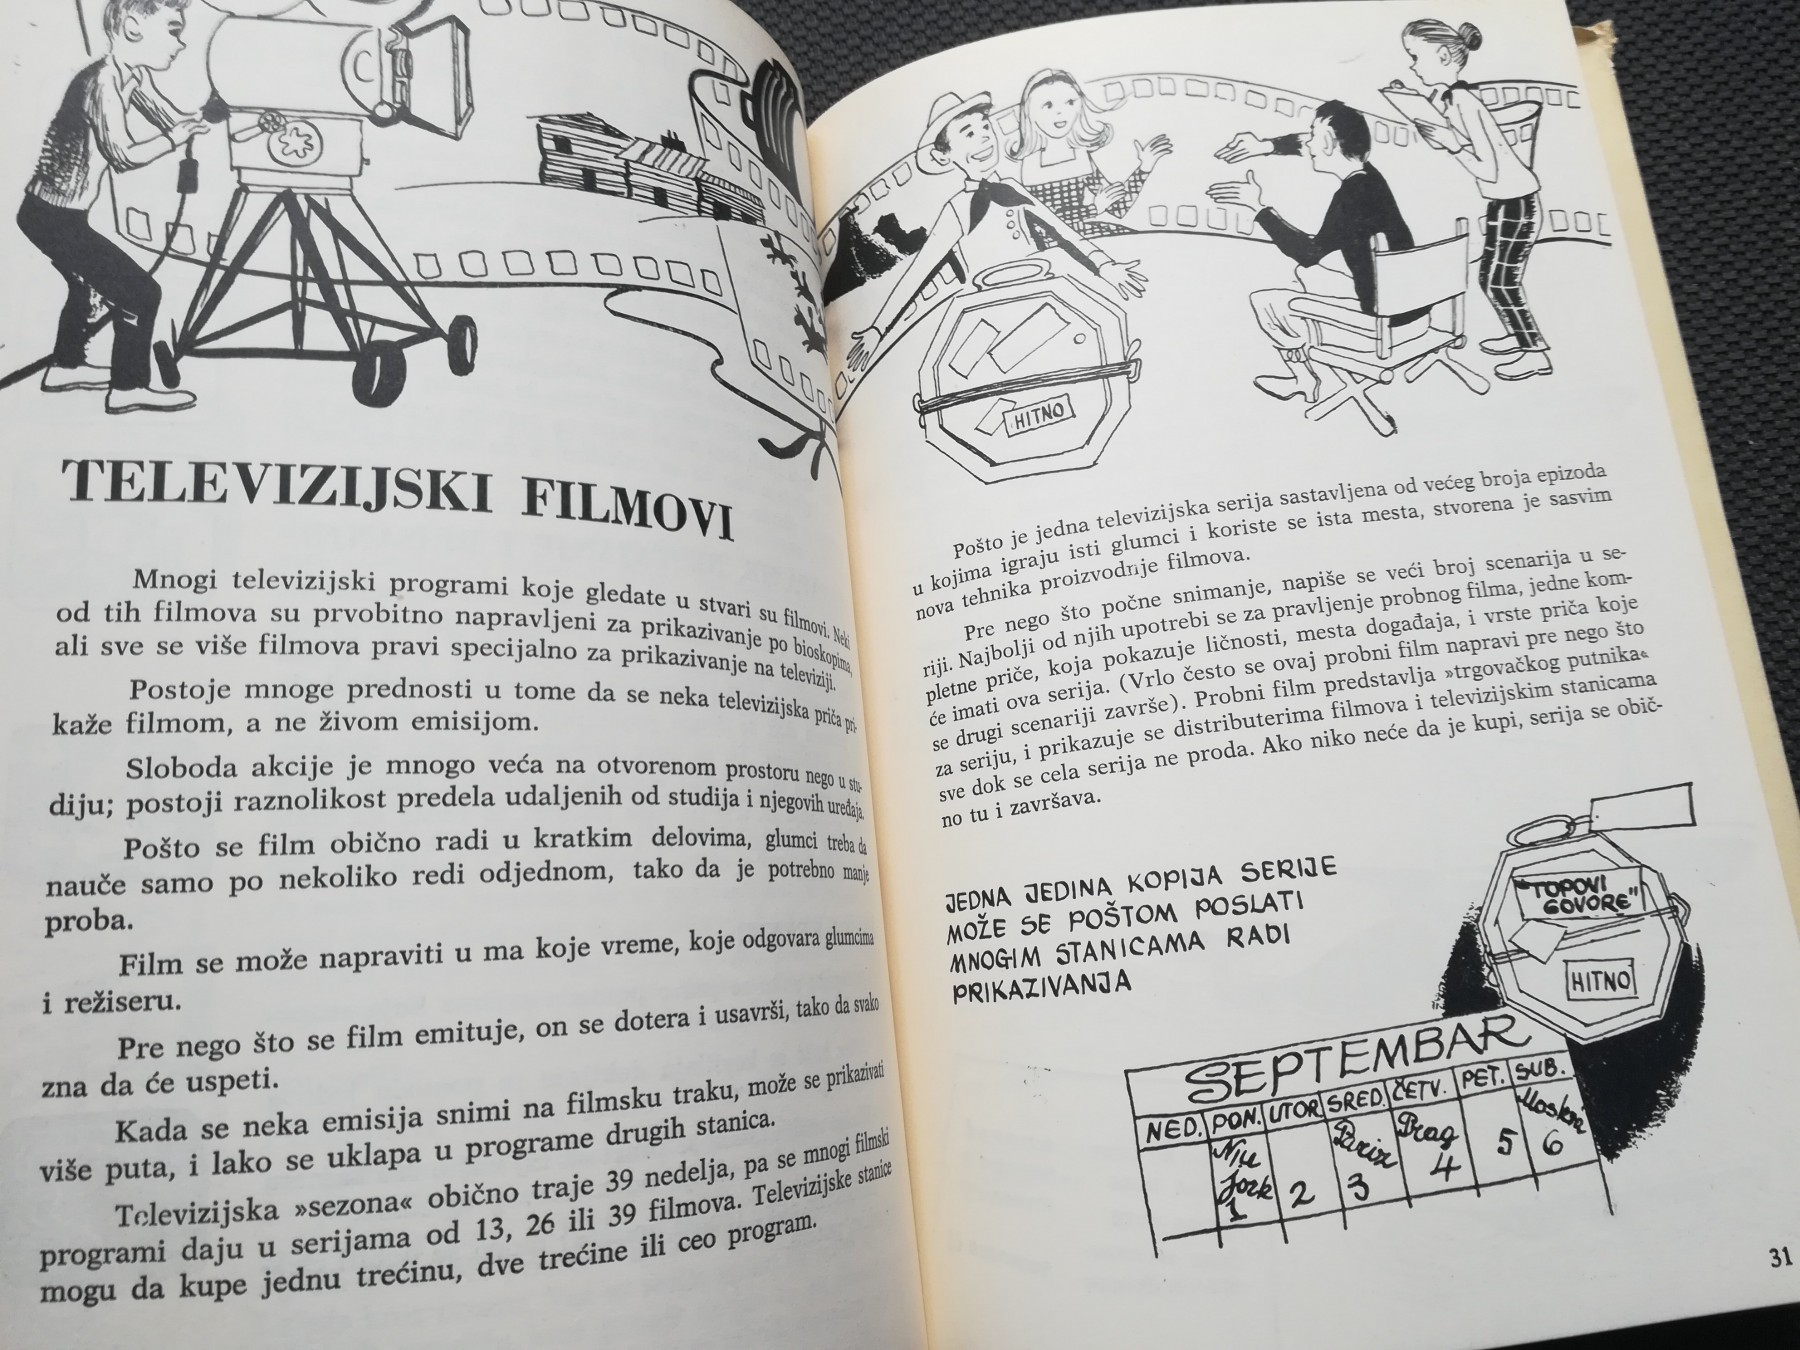 TELEVIZIJSKI FILMOVI
Mnogi televizijski programi koje gledate u stvari su filmovi. Neki
od tih filmova su prvobitno napravljeni za prikazivanje po bioskopima,
ali sve se više filmova pravi specijalno za prikazivanje na televiziji.
Postoje mnoge prednosti u tome da se neka televizijska priča pri-
kaže filmom, a ne živom emisijom.
Sloboda akcije je mnogo veća na otvorenom prostoru nego u stu-
diju; postoji raznolikost predela udaljenih od studija i njegovih uređaja.
Pošto se film obično radi u kratkim delovima, glumci treba da
nauče samo po nekoliko redi odjednom, tako da je potrebno manje
proba.
Film se može napraviti u ma koje vreme, koje odgovara glumcima
i režiseru.
Pre nego što se film emituje, on se dotera i usavrši, tako da svako
zna da će uspeti.
Kada se neka emisija snimi na filmsku traku, može se prikazivati
više puta, i lako se uklapa u programe drugih stanica.
Televizijska »sezona« obično traje 39 nedelja, pa se mnogi filmski
programi daju u serijama od 13, 26 ili 39 filmova. Televizijske stanice
mogu da kupe jednu trećinu, dve trećine ili ceo program.
HITNO
Pošto je jedna televizijska serija sastavljena od većeg broja epizoda
u kojima igraju isti glumci i koriste se ista mesta, stvorena je sasvim
nova tehnika proizvodnje filmova.
Pre nego što počne snimanje, napiše se veći broj scenarija u se-
riji. Najbolji od njih upotrebi se za pravljenje probnog filma, jedne kom-
pletne priče, koja pokazuje ličnosti, mesta događaja, i vrste priča koje
će imati ova serija. (Vrlo često se ovaj probni film napravi pre nego što
se drugi scenariji završe). Probni film predstavlja »trgovačkog putnika«
za seriju, i prikazuje se distributerima filmova i televizijskim stanicama
sve dok se cela serija ne proda. Ako niko neće da je kupi, serija se obič-
no tu i završava.
JEDNA JEDINA KOPIJA SERIJE
MOŽE SE POŠTOM POSLATI
MNOGIM STANICAMA RADI
PRIKAZIVANJA
"TOPOVI
GOVORE"
HITNO
SEPTEMBAR
NED. PON. UTOR. SRED. ČETV. PET. SUB.
Nju Jork Pariz Prag Moskva
1 2 3 4 5 6
31